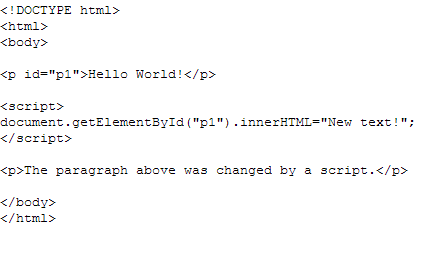 <!DOCTYPE html>
<html>
<body>
<p id="p1">Hello World!</p>
<script>
document.getElementById("p1").innerHTML="New text!";
</script>
<p>The paragraph above was changed by a script.</p>
</body>
</html>